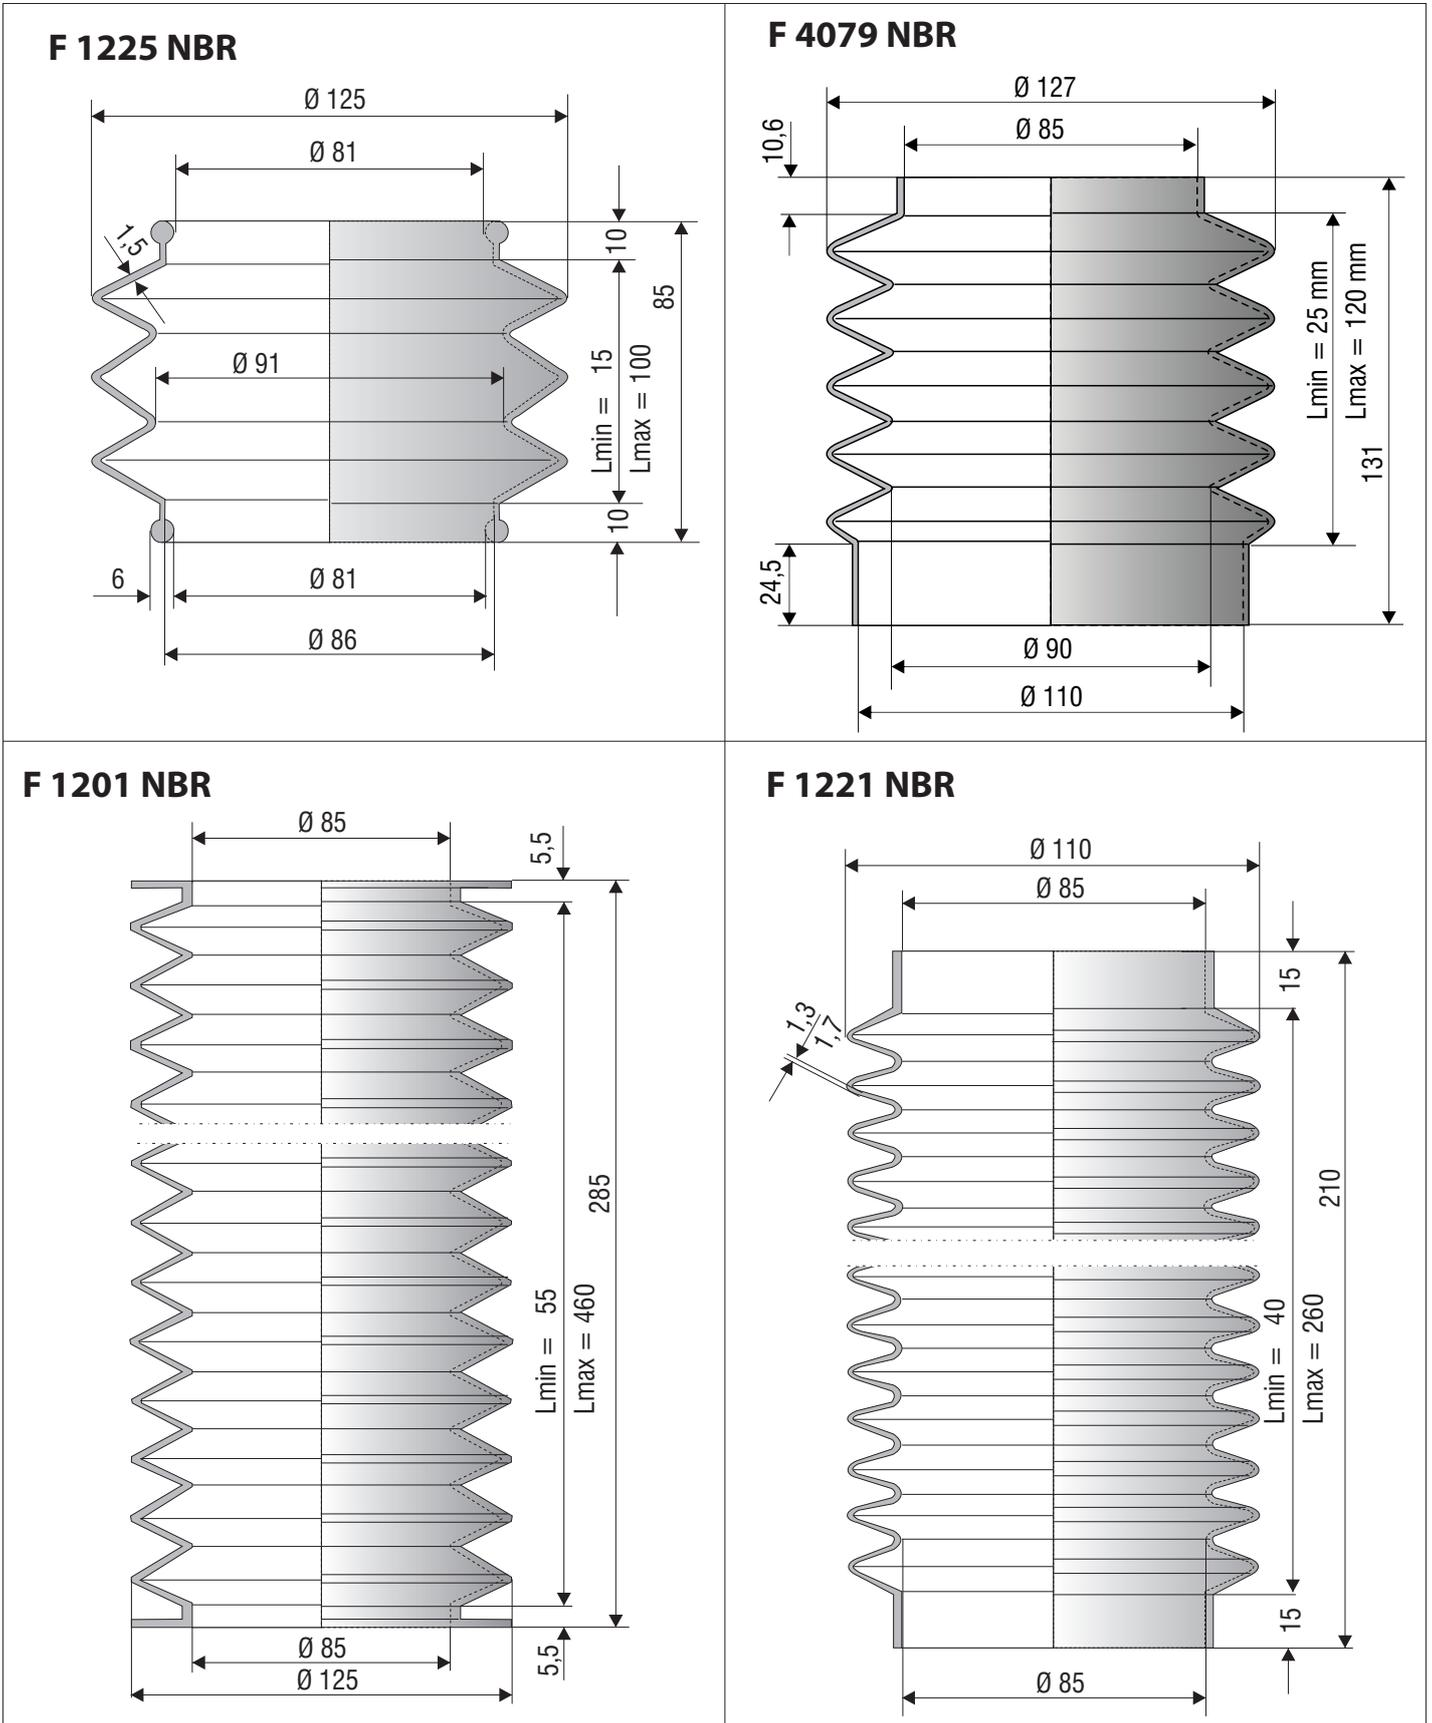 F 1225 NBR
Ø 125
Ø 81
1,5
10
85
Ø 91
Lmin = 15
Lmax = 100
10
6
Ø 81
Ø 86
F 4079 NBR
Ø 127
10,6
Ø 85
Lmin = 25 mm
Lmax = 120 mm
131
24,5
Ø 90
Ø 110
F 1201 NBR
Ø 85
5,5
285
Lmin = 55
Lmax = 460
Ø 85
5,5
Ø 125
F 1221 NBR
Ø 110
Ø 85
15
1,3
1,7
210
Lmin = 40
Lmax = 260
15
Ø 85